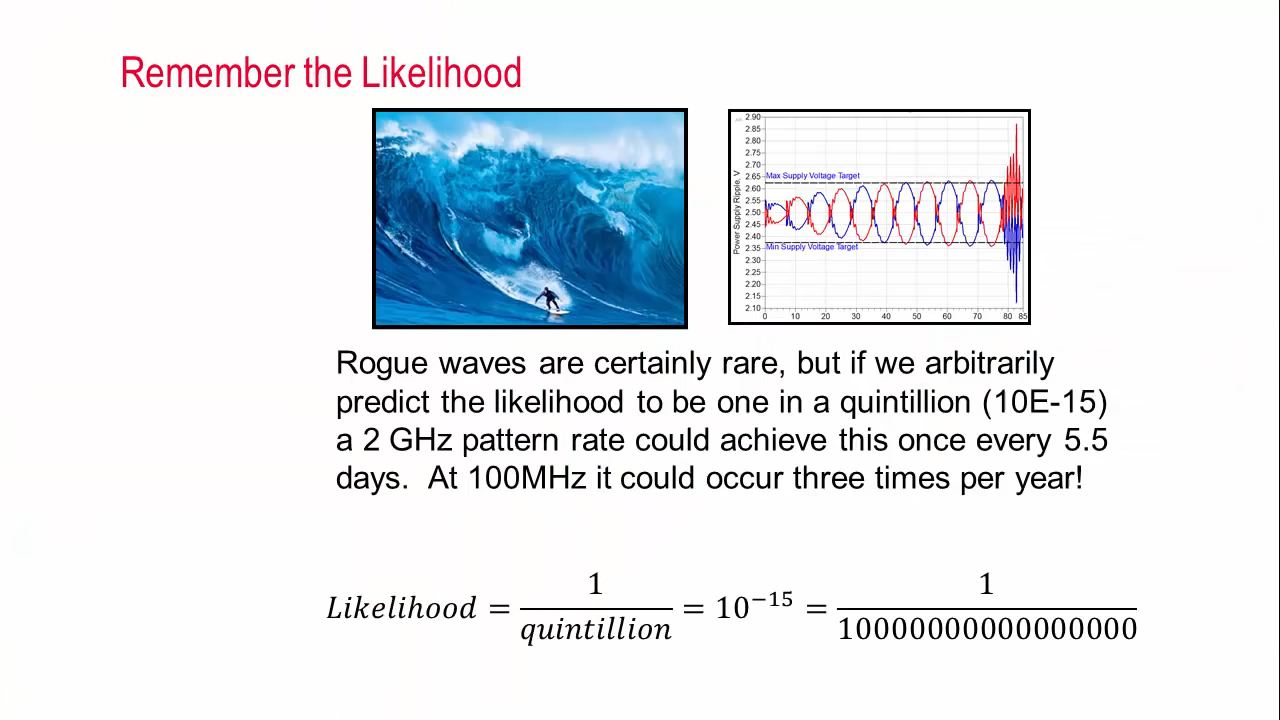 Remember the Likelihood
2.90
2.85
2.80
2.75
2.70
2.65
2.60
2.55
2.50
2.45
2.40
2.35
2.30
2.25
2.20
2.15
2.10
Power Supply Ripple, V
Max Supply Voltage Target
Min Supply Voltage Target
0 10 20 30 40 50 60 70 80 85
Rogue waves are certainly rare, but if we arbitrarily
predict the likelihood to be one in a quintillion (10E-15)
a 2 GHz pattern rate could achieve this once every 5.5
days. At 100MHz it could occur three times per year!
Likelihood = 1/quintillion = 10⁻¹⁵ = 1/10000000000000000